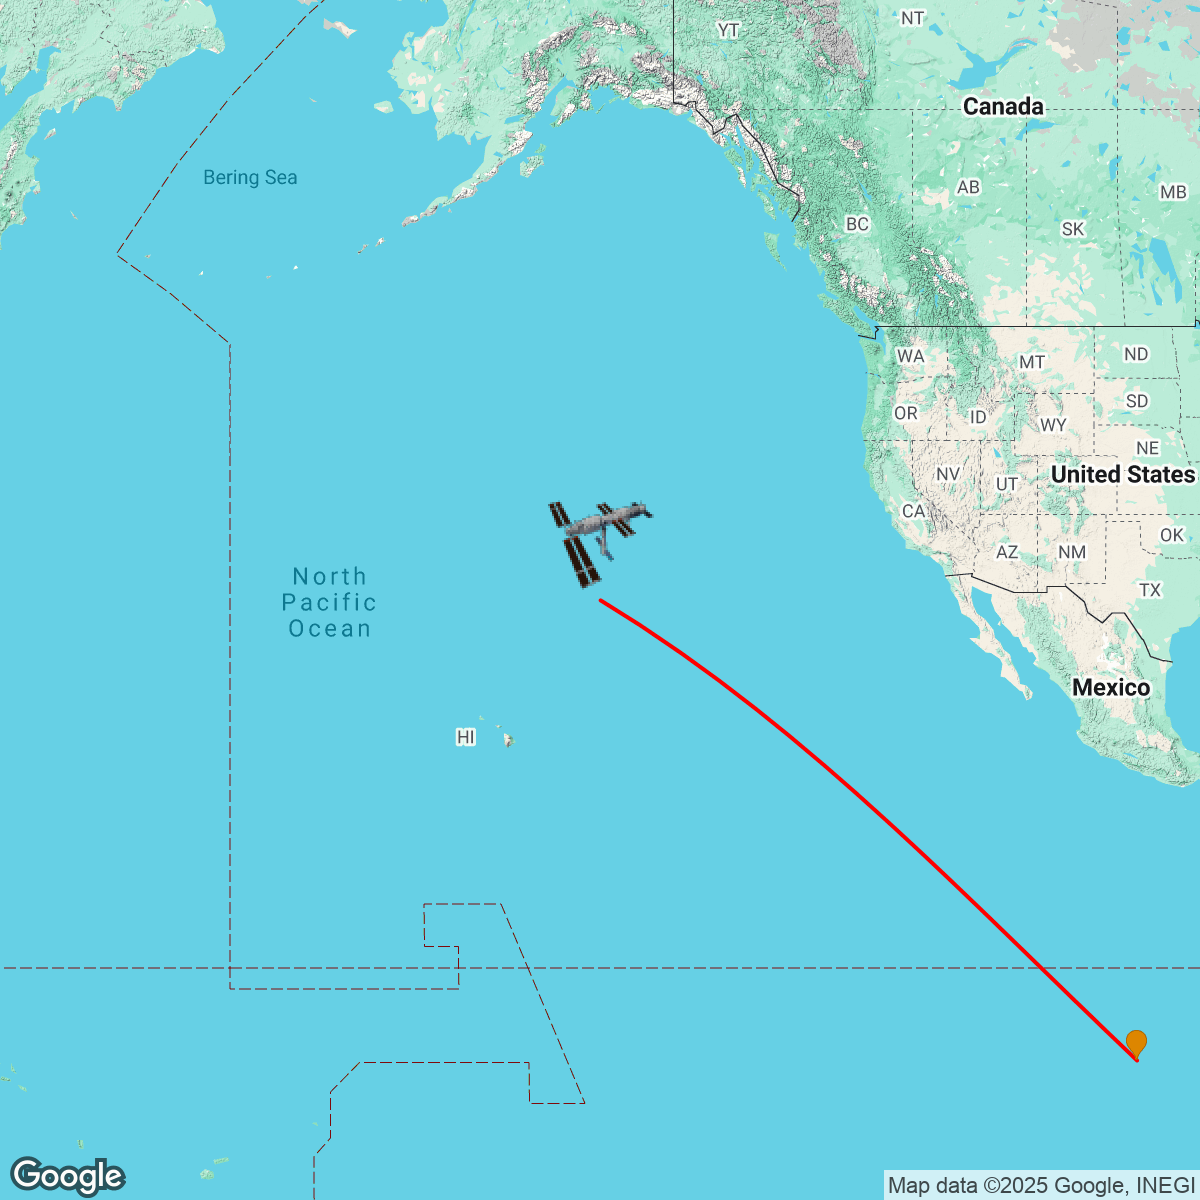 NT
YT
Canada
Bering Sea
AB
MB
BC
SK
WA
MT
ND
OR
ID
SD
WY
NE
NV
UT
United States
CA
OK
AZ
NM
North
Pacific
Ocean
TX
Mexico
HI
Google
Map data ©2025 Google, INEGI